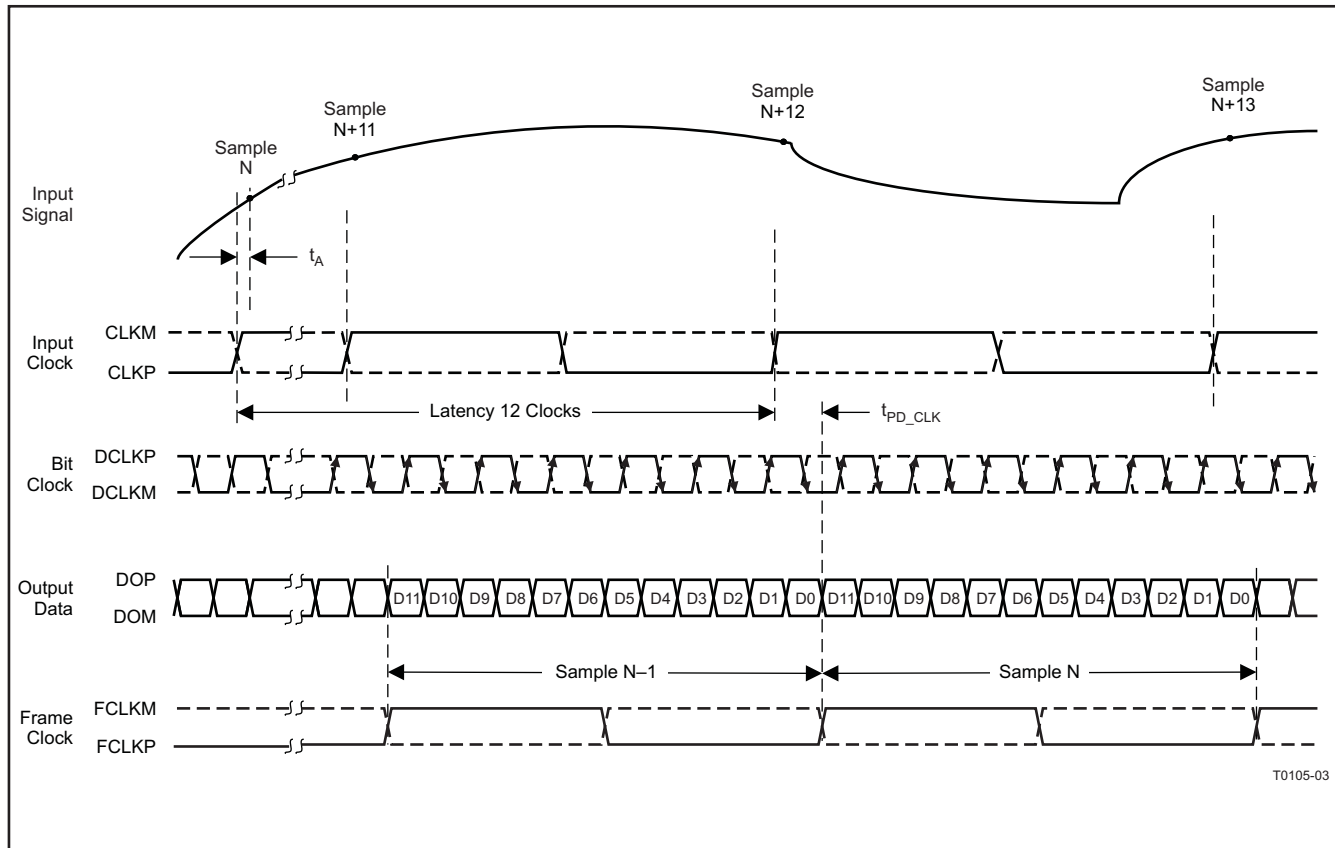 Sample
N
Sample
N+11
Sample
N+12
Sample
N+13
Input
Signal
tA
Input
Clock
CLKM
CLKP
Latency 12 Clocks
tPD_CLK
Bit
Clock
DCLKP
DCLKM
Output
Data
DOP
DOM
D11 D10 D9 D8 D7 D6 D5 D4 D3 D2 D1 D0 D11 D10 D9 D8 D7 D6 D5 D4 D3 D2 D1 D0
Sample N–1
Sample N
Frame
Clock
FCLKM
FCLKP
T0105-03